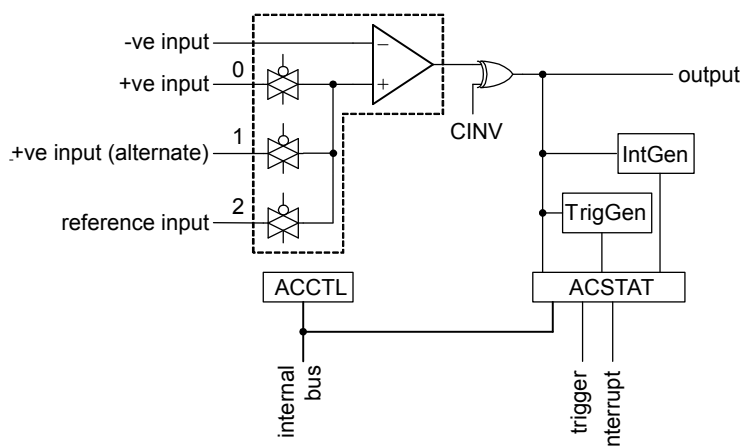 -ve input
0
+ve input
output
CINV
1
+ve input (alternate)
IntGen
2
TrigGen
reference input
ACCTL
ACSTAT
internal
bus
trigger
nterrupt